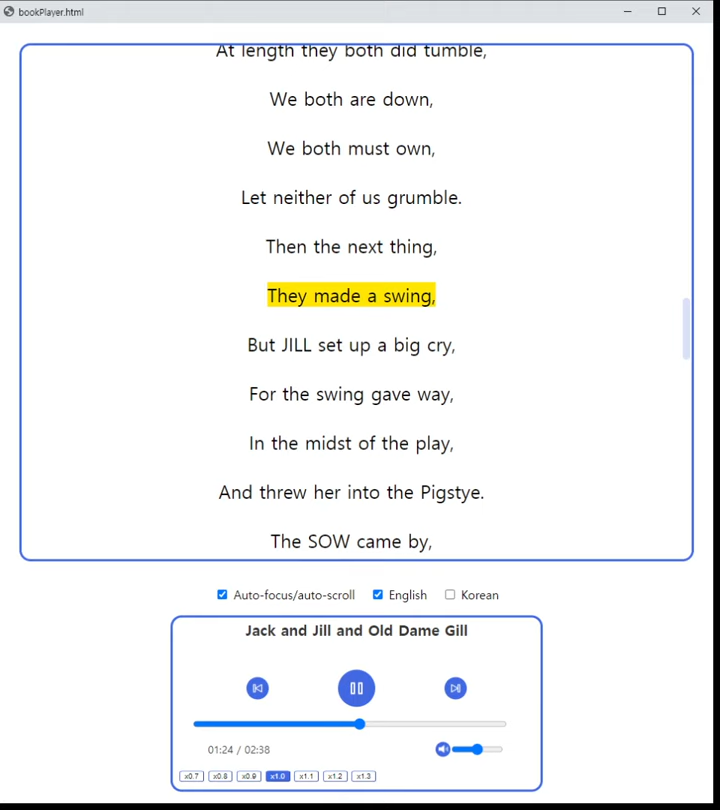 bookPlayer.html
At length they both did tumble,
We both are down,
We both must own,
Let neither of us grumble.
Then the next thing,
They made a swing,
But JILL set up a big cry,
For the swing gave way,
In the midst of the play,
And threw her into the Pigstye.
The SOW came by,
Auto-focus/auto-scroll English Korean
Jack and Jill and Old Dame Gill
01:24 / 02:38
x0.7 x0.8 x0.9 x1.0 x1.1 x1.2 x1.3